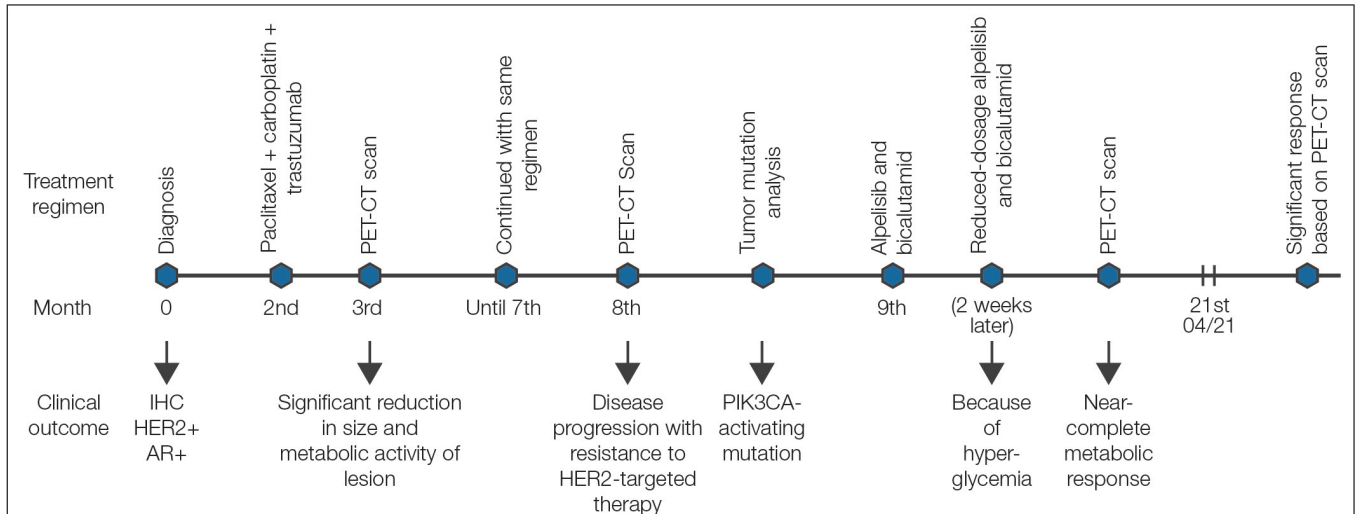 Treatment
regimen
Diagnosis
Paclitaxel + carboplatin +
trastuzumab
PET-CT scan
Continued with same
regimen
PET-CT Scan
Tumor mutation
analysis
Alpelisib and
bicalutamid
Reduced-dosage alpelisib
and bicalutamid
PET-CT scan
Significant response
based on PET-CT scan
Month
0
2nd
3rd
Until 7th
8th
9th
(2 weeks
later)
21st
04/21
Clinical
outcome
IHC
HER2+
AR+
Significant reduction
in size and
metabolic activity of
lesion
Disease
progression with
resistance to
HER2-targeted
therapy
PIK3CA-
activating
mutation
Because
of
hyper-
glycemia
Near-
complete
metabolic
response